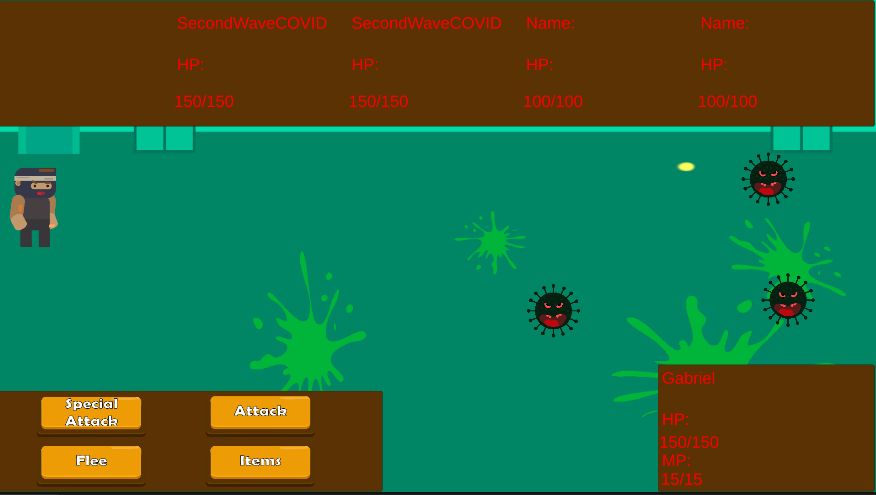 SecondWaveCOVID SecondWaveCOVID Name: Name:
HP: HP: HP: HP:
150/150 150/150 100/100 100/100
Gabriel
HP:
150/150
MP:
15/15
Special
Attack
Attack
Flee
Items